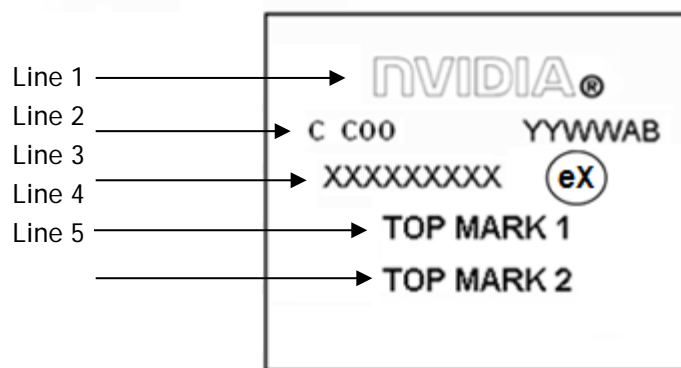 Line 1
NVIDIA®
Line 2
C COO YYWWAB
Line 3
XXXXXXXXX eX
Line 4
TOP MARK 1
Line 5
TOP MARK 2